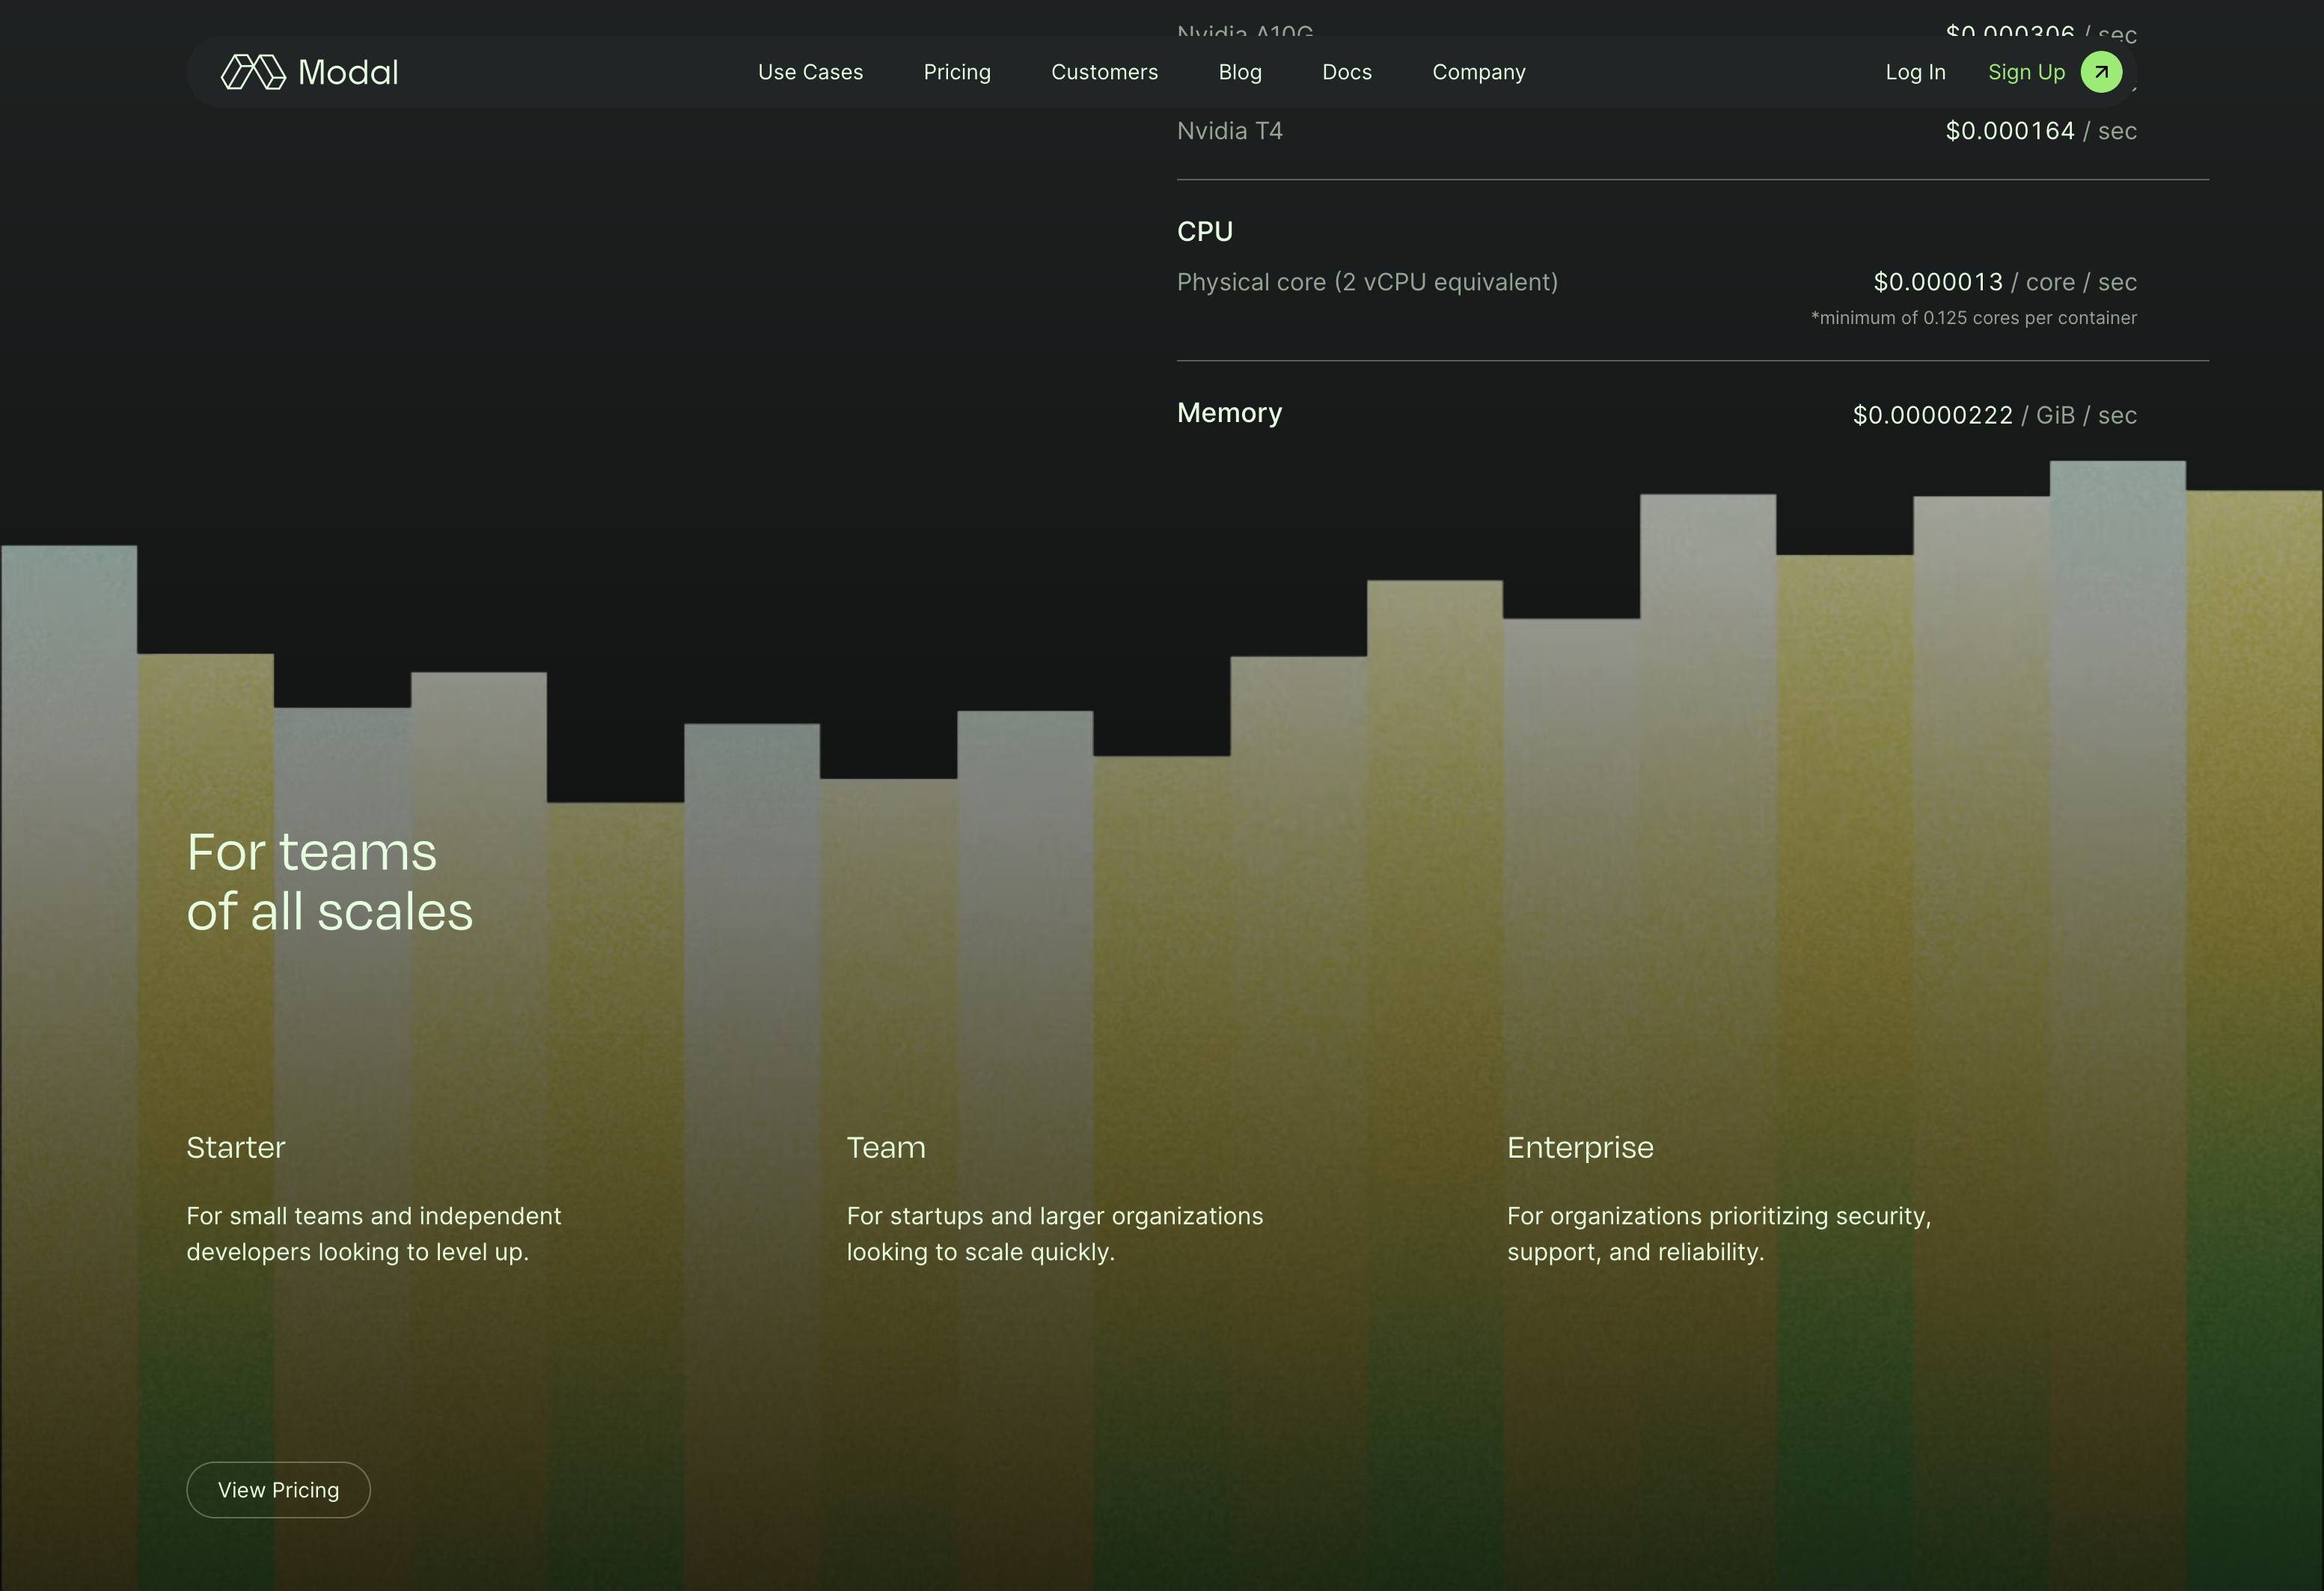 Nvidia A10G $0.000306 / sec
Modal Use Cases Pricing Customers Blog Docs Company Log In Sign Up
Nvidia T4 $0.000164 / sec
CPU
Physical core (2 vCPU equivalent) $0.000013 / core / sec
*minimum of 0.125 cores per container
Memory $0.00000222 / GiB / sec
For teams
of all scales
Starter
For small teams and independent
developers looking to level up.
Team
For startups and larger organizations
looking to scale quickly.
Enterprise
For organizations prioritizing security,
support, and reliability.
View Pricing